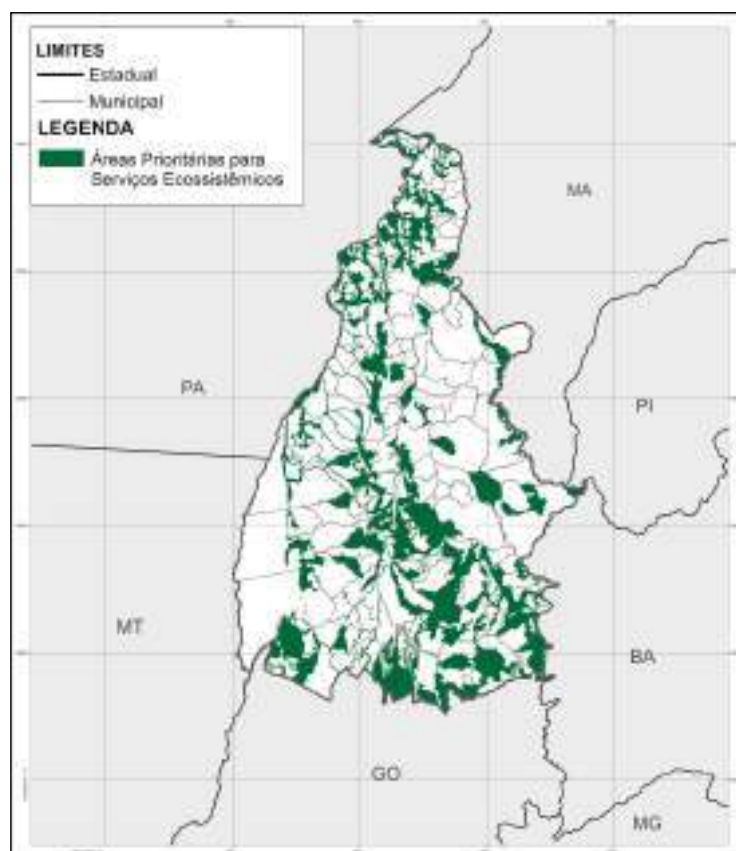 LIMITES
Estadual
Municipal
LEGENDA
Áreas Prioritárias para
Serviços Ecossistêmicos
MA
PA
PI
MT
BA
GO
MG